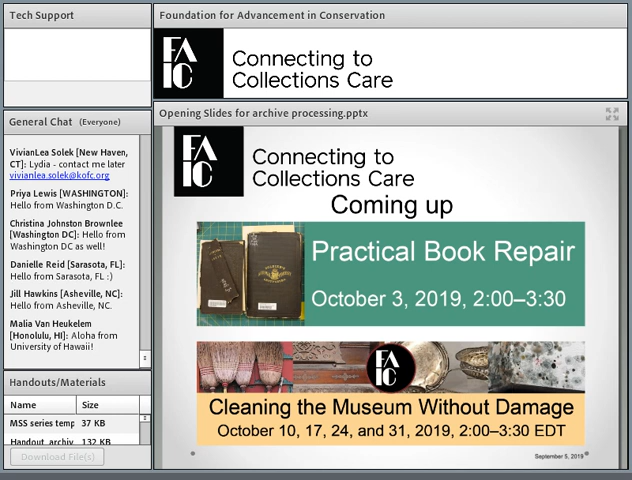 Tech Support
Foundation for Advancement in Conservation
FA
IC
Connecting to
Collections Care
General Chat (Everyone)
VivianLea Solek [New Haven,
CT]: Lydia - contact me later
vivianlea.solek@kofc.org
Priya Lewis [WASHINGTON]:
Hello from Washington D.C.
Christina Johnston Brownlee
[Washington DC]: Hello from
Washington DC as well!
Danielle Reid [Sarasota, FL]:
Hello from Sarasota, FL :)
Jill Hawkins [Asheville, NC]:
Hello from Asheville, NC.
Malia Van Heukelem
[Honolulu, HI]: Aloha from
University of Hawaii!
Handouts/Materials
Name Size
MSS series temp 37 KB
Handout_archiv 132 KB
Download File(s)
Opening Slides for archive processing.pptx
FA
IC
Connecting to
Collections Care
Coming up
Practical Book Repair
October 3, 2019, 2:00–3:30
FA
IC
Cleaning the Museum Without Damage
October 10, 17, 24, and 31, 2019, 2:00–3:30 EDT
September 5, 2019